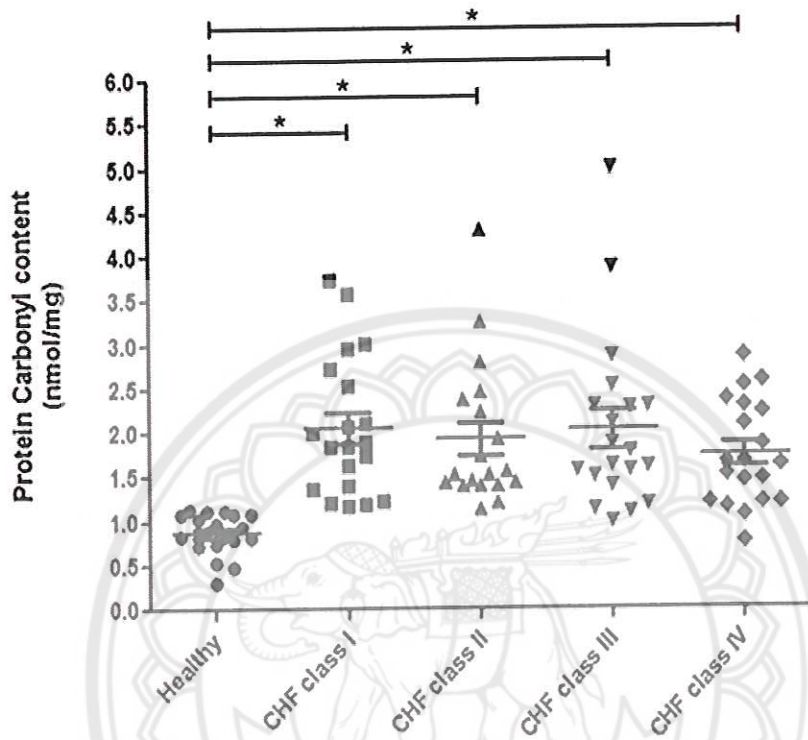 *
*
*
*
6.0
5.5
5.0
4.5
4.0
3.5
3.0
2.5
2.0
1.5
1.0
0.5
0.0
Protein Carbonyl content
(nmol/mg)
Healthy
CHF class I
CHF class II
CHF class III
CHF class IV